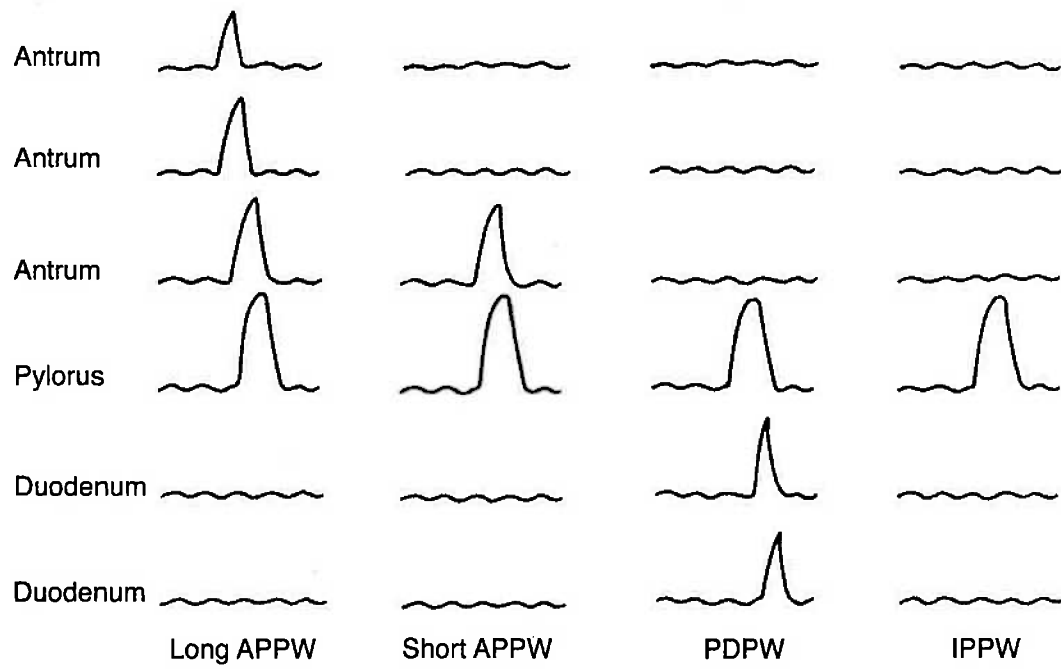 Antrum
Antrum
Antrum
Pylorus
Duodenum
Duodenum
Long APPW Short APPW PDPW IPPW